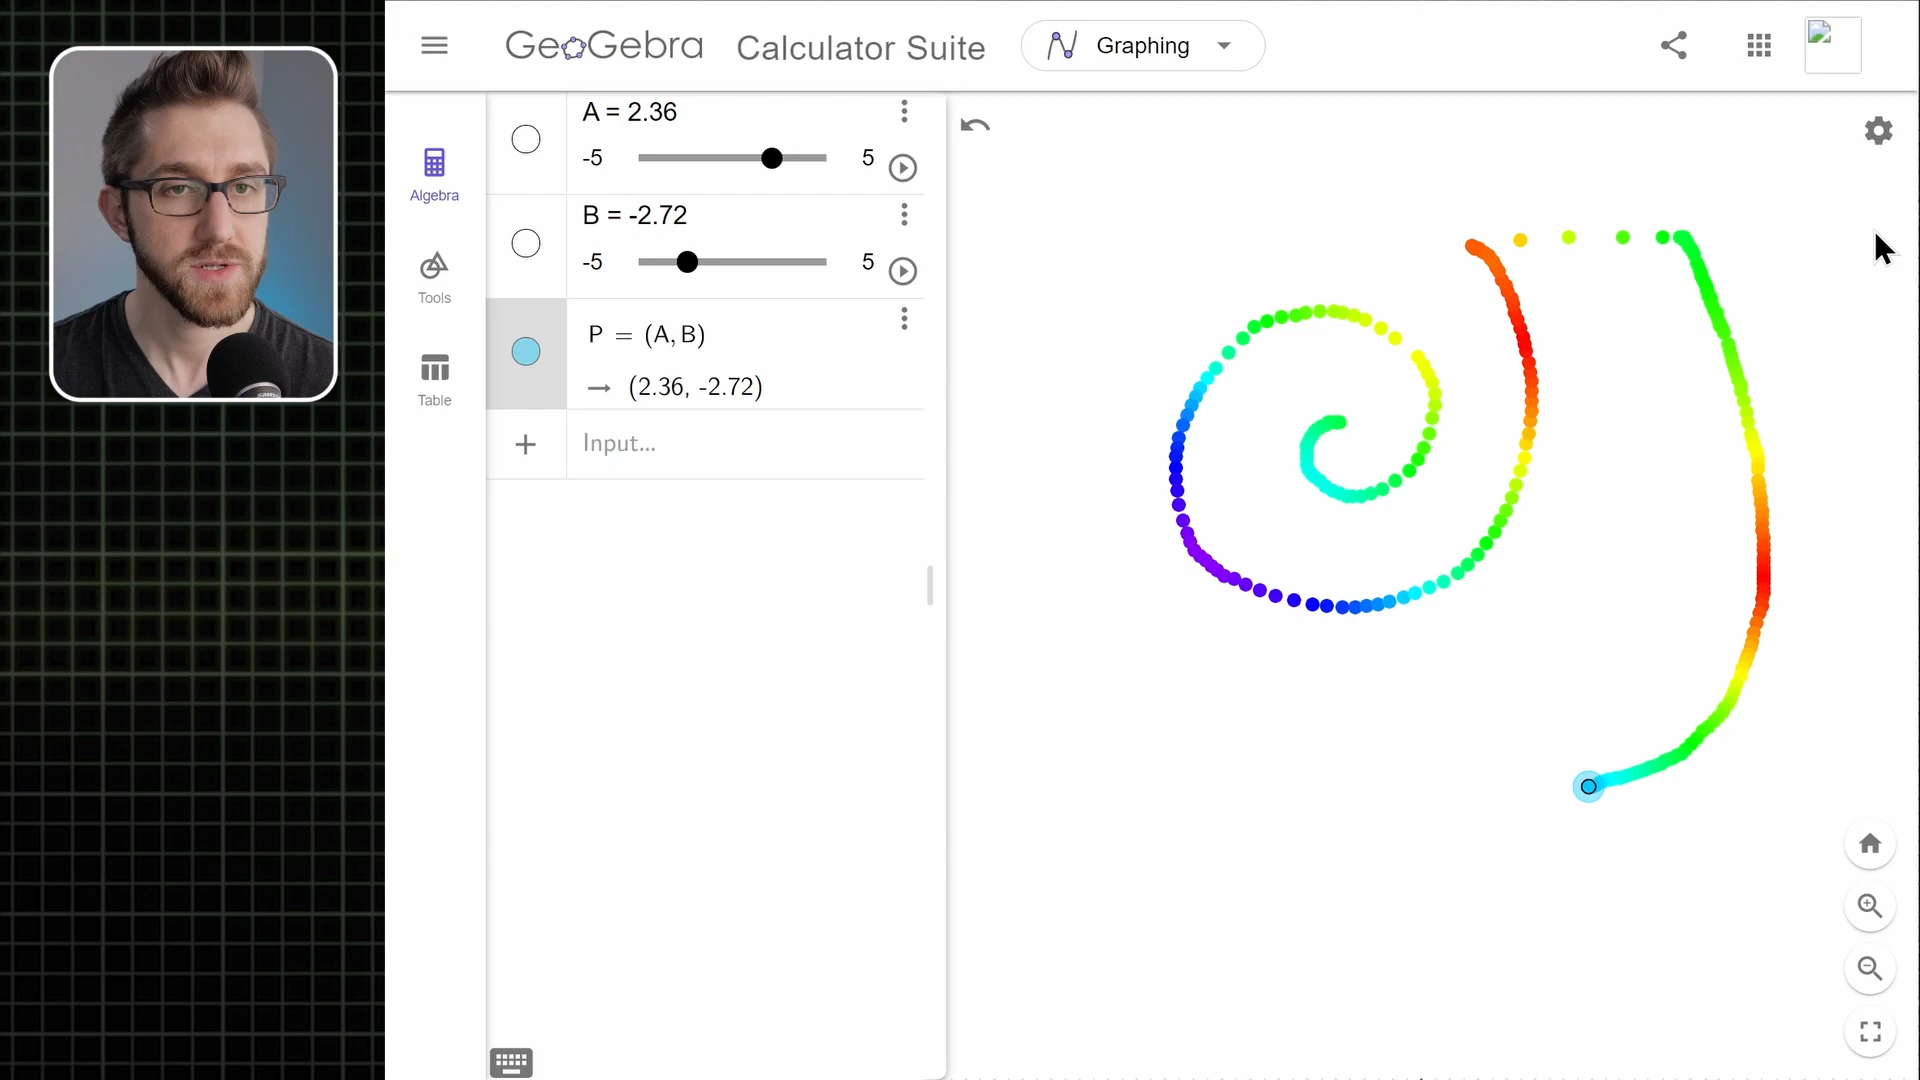 GeoGebra Calculator Suite
Graphing
Algebra
Tools
Table
A = 2.36
-5 5
B = -2.72
-5 5
P = (A, B)
→ (2.36, -2.72)
+ Input...